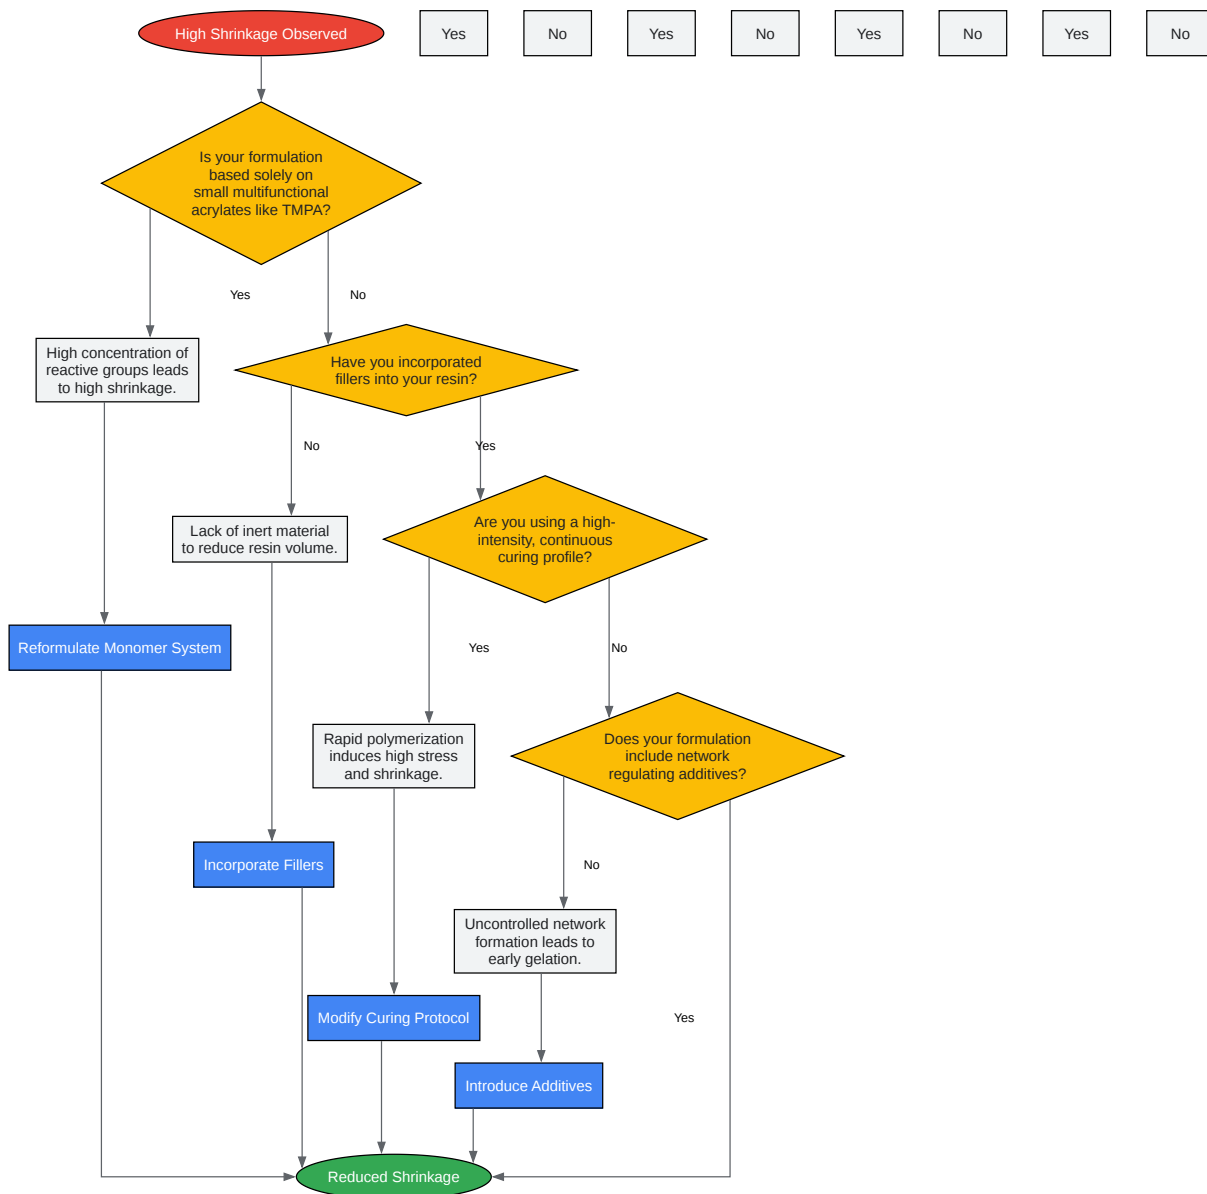 High Shrinkage Observed
Yes
No
Yes
No
Yes
No
Yes
No
Is your formulation
based solely on
small multifunctional
acrylates like TMPA?
Yes
No
High concentration of
reactive groups leads
to high shrinkage.
Have you incorporated
fillers into your resin?
No
Yes
Lack of inert material
to reduce resin volume.
Are you using a high-
intensity, continuous
curing profile?
Reformulate Monomer System
Yes
No
Rapid polymerization
induces high stress
and shrinkage.
Does your formulation
include network
regulating additives?
Incorporate Fillers
No
Uncontrolled network
formation leads to
early gelation.
Modify Curing Protocol
Yes
Introduce Additives
Reduced Shrinkage